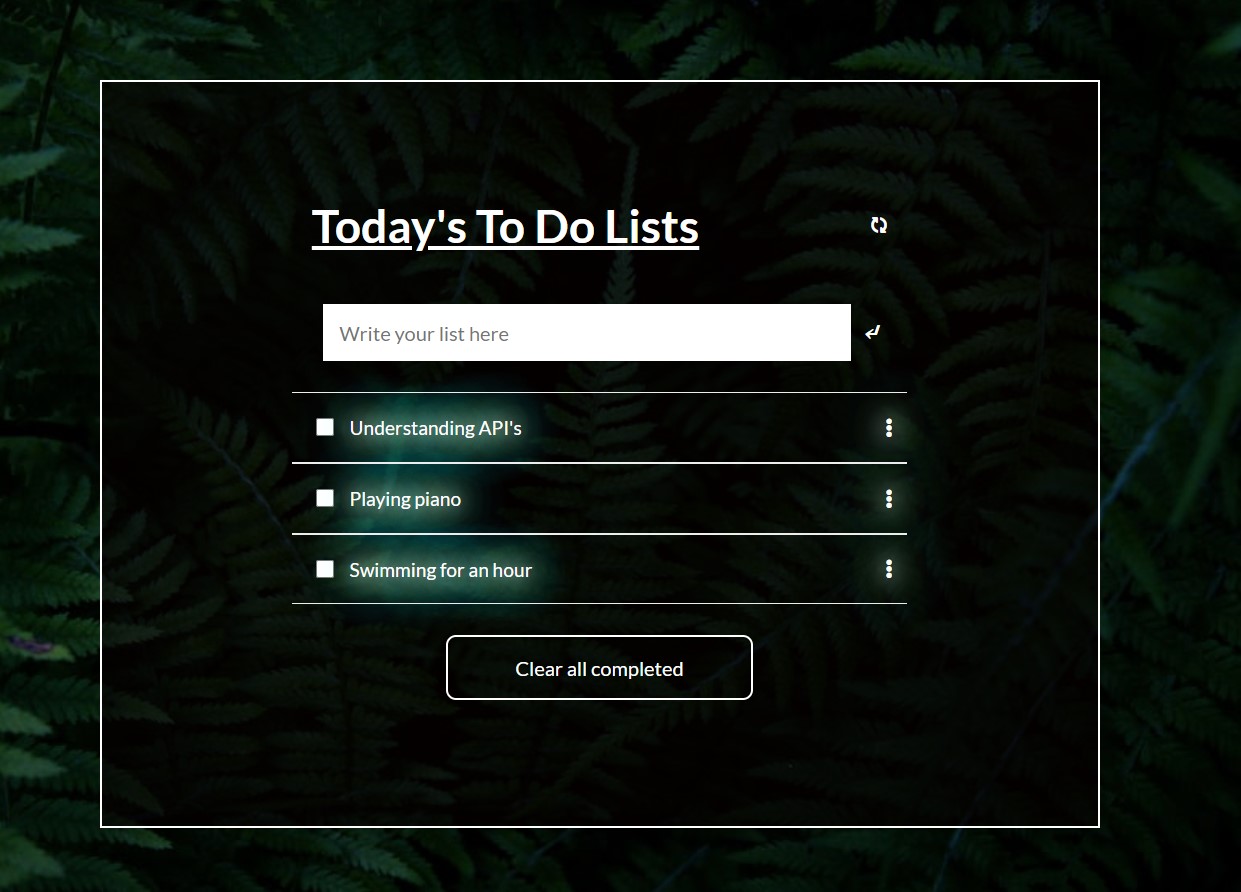 Today's To Do Lists
Write your list here
Understanding API's
Playing piano
Swimming for an hour
Clear all completed